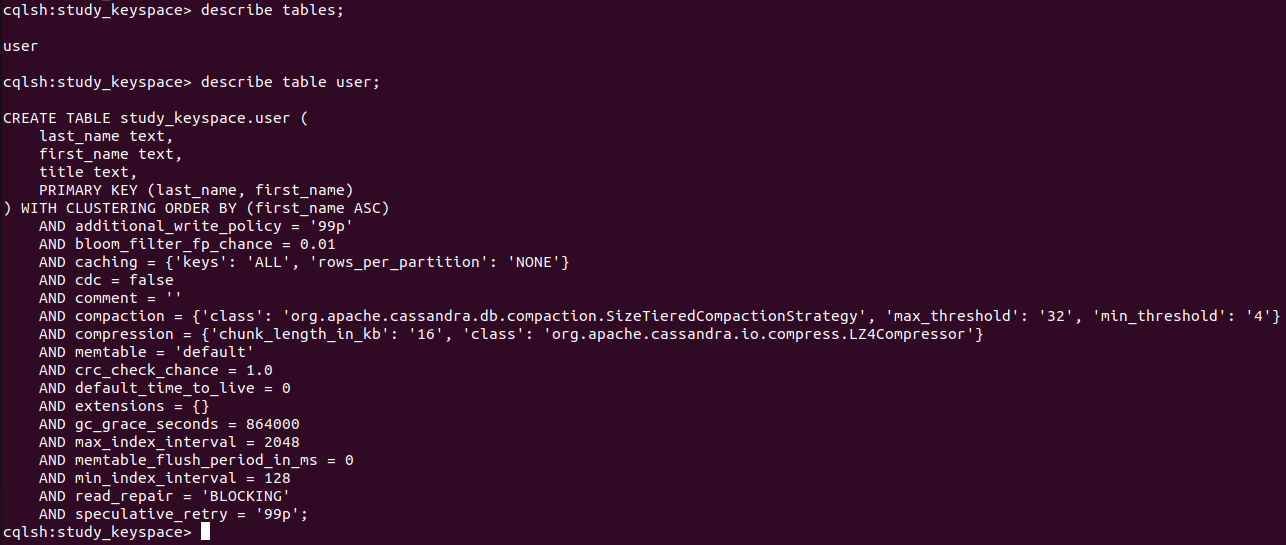 cqlsh:study_keyspace> describe tables;
user
cqlsh:study_keyspace> describe table user;
CREATE TABLE study_keyspace.user (
    last_name text,
    first_name text,
    title text,
    PRIMARY KEY (last_name, first_name)
) WITH CLUSTERING ORDER BY (first_name ASC)
    AND additional_write_policy = '99p'
    AND bloom_filter_fp_chance = 0.01
    AND caching = {'keys': 'ALL', 'rows_per_partition': 'NONE'}
    AND cdc = false
    AND comment = ''
    AND compaction = {'class': 'org.apache.cassandra.db.compaction.SizeTieredCompactionStrategy', 'max_threshold': '32', 'min_threshold': '4'}
    AND compression = {'chunk_length_in_kb': '16', 'class': 'org.apache.cassandra.io.compress.LZ4Compressor'}
    AND memtable = 'default'
    AND crc_check_chance = 1.0
    AND default_time_to_live = 0
    AND extensions = {}
    AND gc_grace_seconds = 864000
    AND max_index_interval = 2048
    AND memtable_flush_period_in_ms = 0
    AND min_index_interval = 128
    AND read_repair = 'BLOCKING'
    AND speculative_retry = '99p';
cqlsh:study_keyspace>